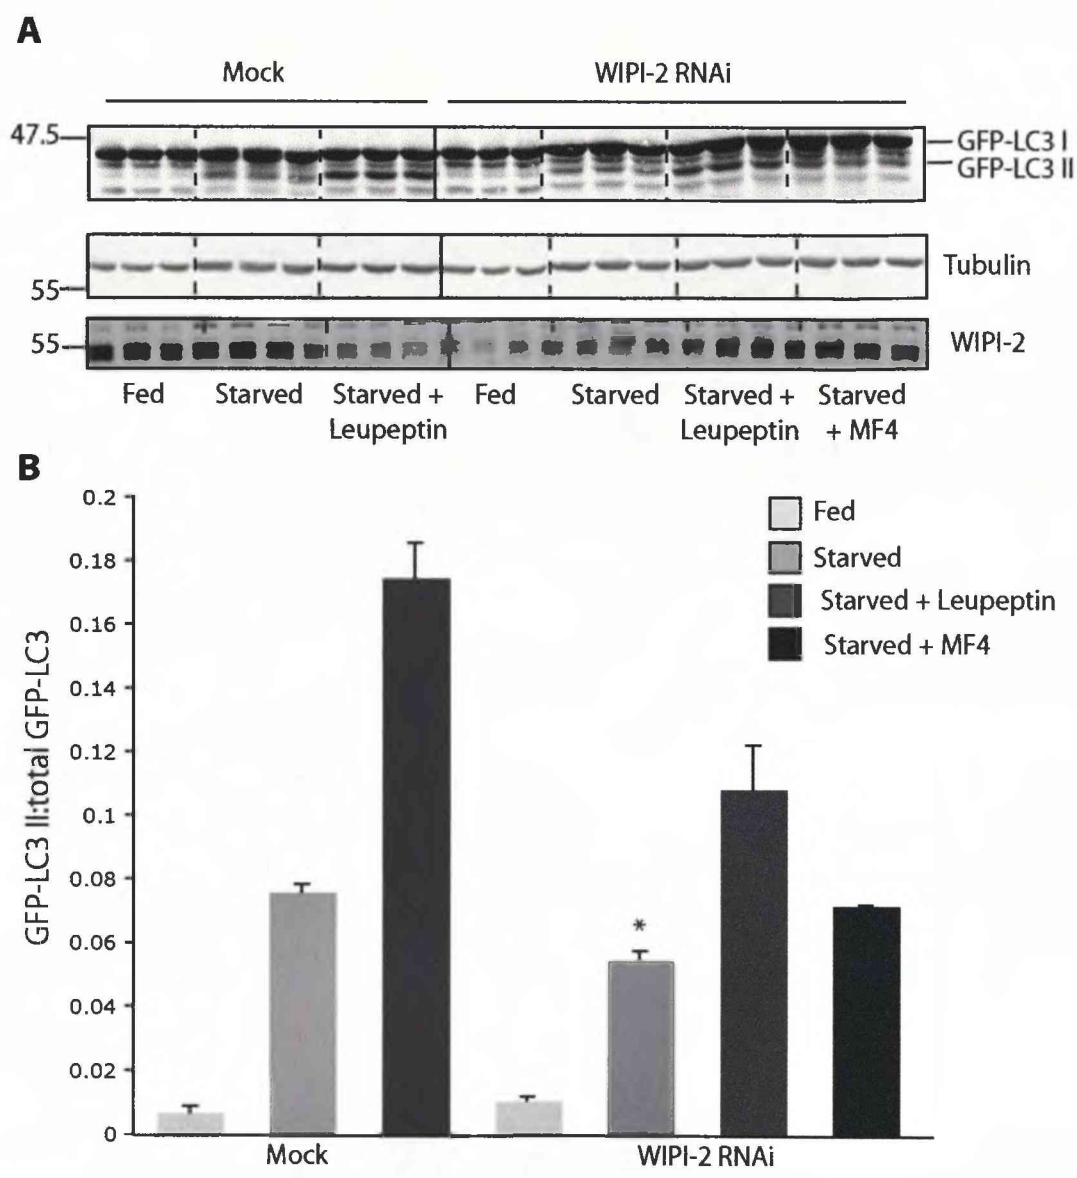 A
Mock
WIPI-2 RNAi
47.5
GFP-LC3 I
GFP-LC3 II
Tubulin
55
55
WIPI-2
Fed
Starved
Starved +
Leupeptin
Fed
Starved
Starved +
Leupeptin
Starved
+ MF4
B
0.2
0.18
0.16
0.14
0.12
0.1
0.08
0.06
0.04
0.02
0
GFP-LC3 II:total GFP-LC3
Fed
Starved
Starved + Leupeptin
Starved + MF4
*
Mock
WIPI-2 RNAi